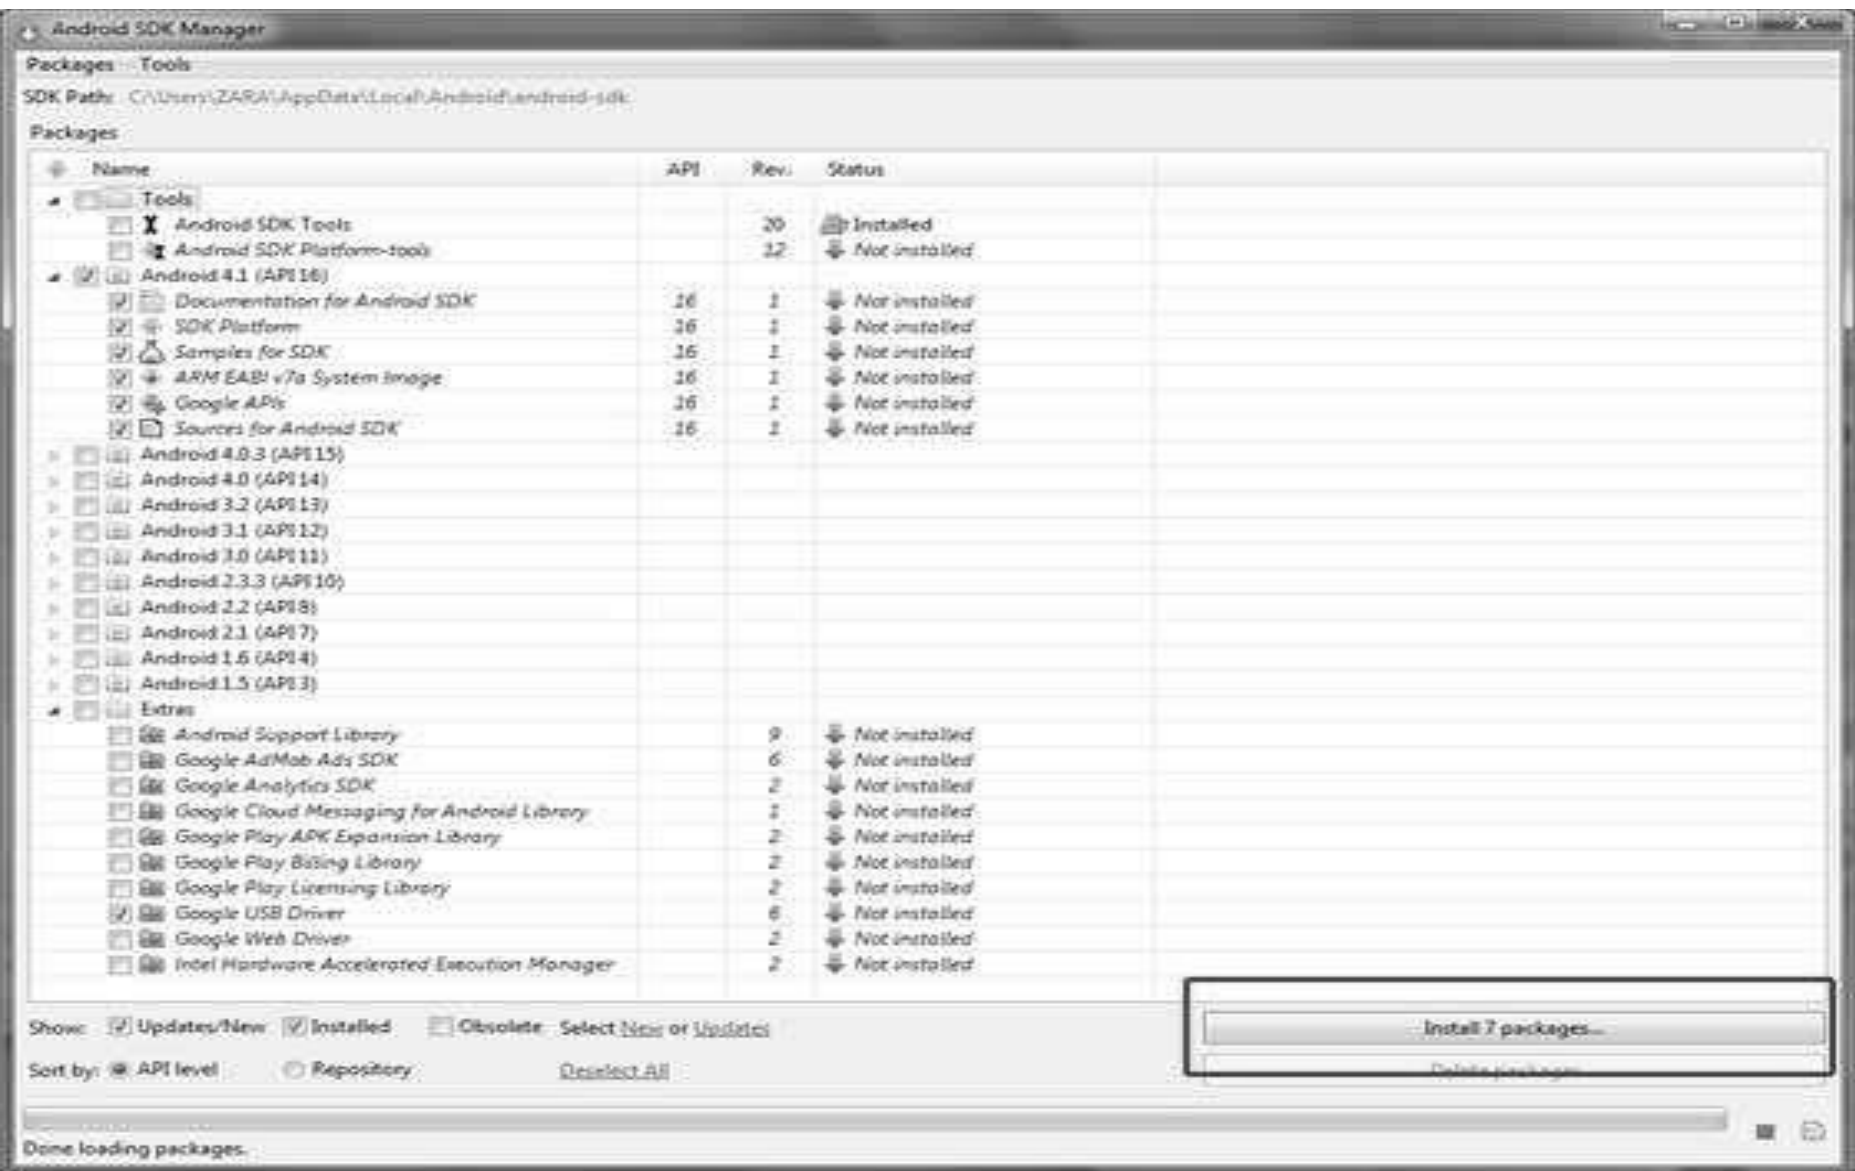 Android SDK Manager
Packages Tools
SDK Path: C:\Users\ZARA\AppData\Local\Android\android-sdk
Packages
Name API Rev. Status
Tools
Android SDK Tools 20 Installed
Android SDK Platform-tools 12 Not installed
Android 4.1 (API 16)
Documentation for Android SDK 16 1 Not installed
SDK Platform 16 1 Not installed
Samples for SDK 16 1 Not installed
ARM EABI v7a System Image 16 1 Not installed
Google APIs 16 1 Not installed
Sources for Android SDK 16 1 Not installed
Android 4.0.3 (API 15)
Android 4.0 (API 14)
Android 3.2 (API 13)
Android 3.1 (API 12)
Android 3.0 (API 11)
Android 2.3.3 (API 10)
Android 2.2 (API 8)
Android 2.1 (API 7)
Android 1.6 (API 4)
Android 1.5 (API 3)
Extras
Android Support Library 9 Not installed
Google AdMob Ads SDK 6 Not installed
Google Analytics SDK 2 Not installed
Google Cloud Messaging for Android Library 1 Not installed
Google Play APK Expansion Library 2 Not installed
Google Play Billing Library 2 Not installed
Google Play Licensing Library 2 Not installed
Google USB Driver 6 Not installed
Google Web Driver 2 Not installed
Intel Hardware Accelerated Execution Manager 2 Not installed
Show: Updates/New Installed Obsolete Select New or Updates Install 7 packages...
Sort by: API level Repository Deselect All Delete packages...
Done loading packages.